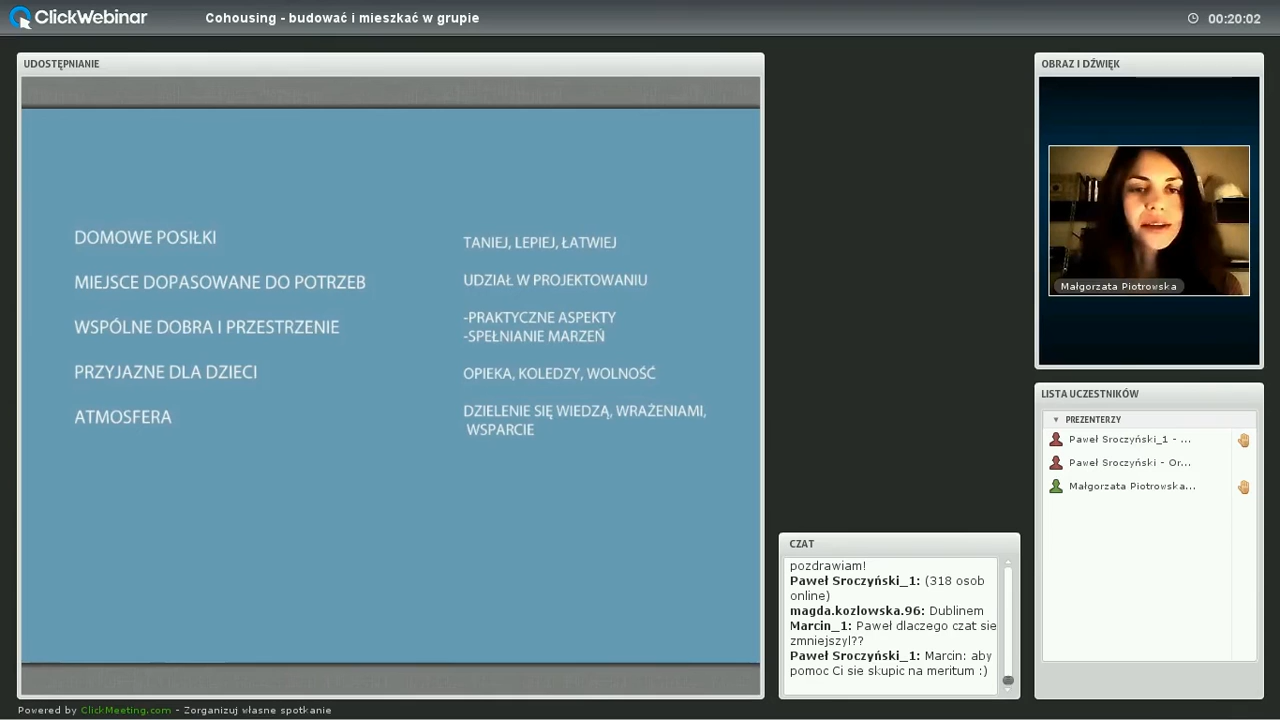 ClickWebinar
Cohousing - budować i mieszkać w grupie
00:20:02
UDOSTĘPNIANIE
DOMOWE POSIŁKI
MIEJSCE DOPASOWANE DO POTRZEB
WSPÓLNE DOBRA I PRZESTRZENIE
PRZYJAZNE DLA DZIECI
ATMOSFERA
TANIEJ, LEPIEJ, ŁATWIEJ
UDZIAŁ W PROJEKTOWANIU
-PRAKTYCZNE ASPEKTY
-SPEŁNIANIE MARZEŃ
OPIEKA, KOLEDZY, WOLNOŚĆ
DZIELENIE SIĘ WIEDZĄ, WRAŻENIAMI,
WSPARCIE
OBRAZ I DŹWIĘK
Małgorzata Piotrowska
LISTA UCZESTNIKÓW
PREZENTERZY
Paweł Sroczyński_1 - ...
Paweł Sroczyński - Or...
Małgorzata Piotrowska...
CZAT
pozdrawiam!
Paweł Sroczyński_1: (318 osob
online)
magda.kozlowska.96: Dublinem
Marcin_1: Paweł dlaczego czat sie
zmniejszyl??
Paweł Sroczyński_1: Marcin: aby
pomoc Ci sie skupic na meritum :)
Powered by ClickMeeting.com - Zorganizuj własne spotkanie